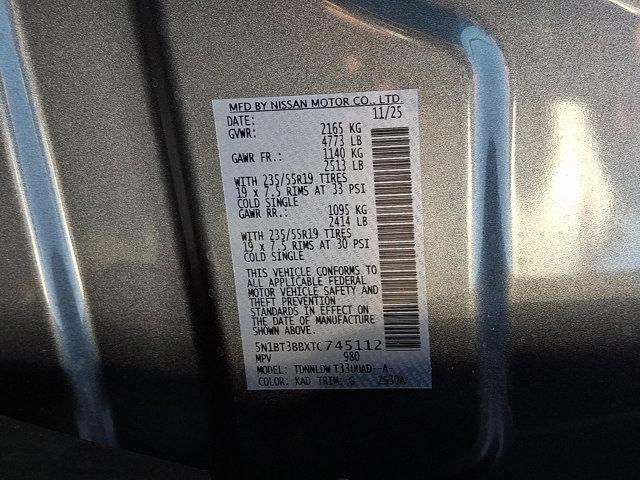 MFD BY NISSAN MOTOR CO., LTD.
DATE: 11/25
GVWR: 2165 KG
4773 LB
GAWR FR.: 1140 KG
2513 LB
WITH 235/55R19 TIRES
19 x 7.5 RIMS AT 33 PSI
COLD SINGLE
GAWR RR.: 1095 KG
2414 LB
WITH 235/55R19 TIRES
19 x 7.5 RIMS AT 30 PSI
COLD SINGLE
THIS VEHICLE CONFORMS TO
ALL APPLICABLE FEDERAL
MOTOR VEHICLE SAFETY AND
THEFT PREVENTION
STANDARDS IN EFFECT ON THE
DATE OF MANUFACTURE
SHOWN ABOVE.
5N1BT3BBXTC745112
MPV 980
MODEL: TDNNLDW T33UUAD--A-
COLOR: KAD TRIM: G 2530A